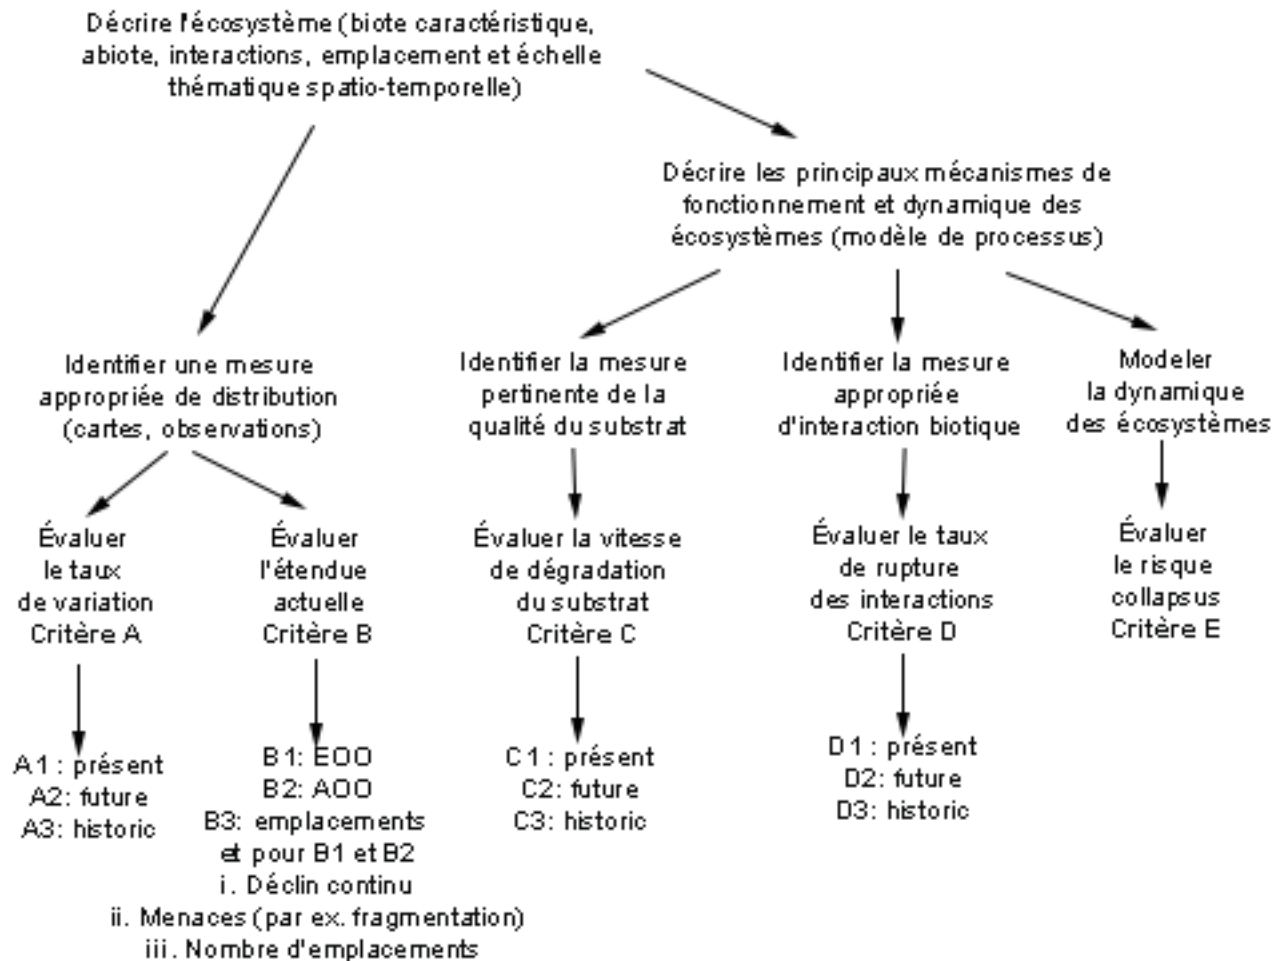 Décrire l'écosystème (biote caractéristique,
abiote, interactions, emplacement et échelle
thématique spatio-temporelle)
Décrire les principaux mécanismes de
fonctionnement et dynamique des
écosystèmes (modèle de processus)
Identifier une mesure
appropriée de distribution
(cartes, observations)
Identifier la mesure
pertinente de la
qualité du substrat
Identifier la mesure
appropriée
d'interaction biotique
Modeler
la dynamique
des écosystèmes
Évaluer
le taux
de variation
Critère A
Évaluer
l'étendue
actuelle
Critère B
Évaluer la vitesse
de dégradation
du substrat
Critère C
Évaluer le taux
de rupture
des interactions
Critère D
Évaluer
le risque
collapsus
Critère E
A1 : présent
A2: future
A3: historic
B1: EOO
B2: AOO
B3: emplacements
et pour B1 et B2
i. Déclin continu
ii. Menaces (par ex. fragmentation)
iii. Nombre d'emplacements
C1 : présent
C2: future
C3: historic
D1 : présent
D2: future
D3: historic